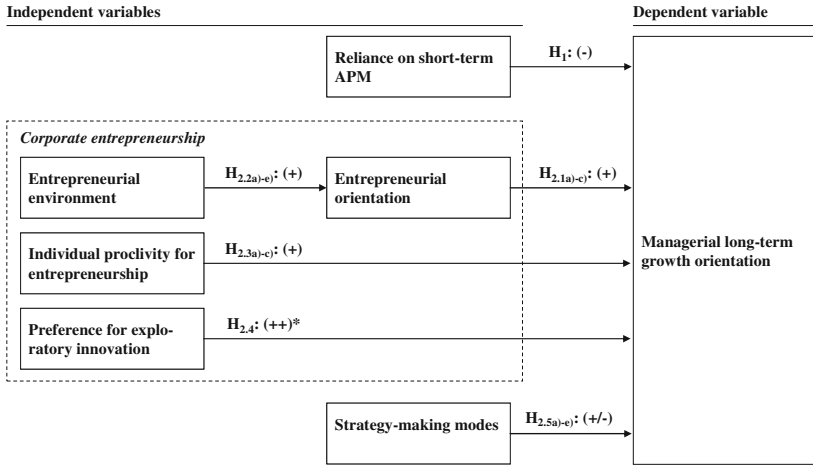 Independent variables
Dependent variable
Reliance on short-term
APM
H1: (-)
Corporate entrepreneurship
Entrepreneurial
environment
H2.2a)-e): (+)
Entrepreneurial
orientation
H2.1a)-c): (+)
Individual proclivity for
entrepreneurship
H2.3a)-c): (+)
Managerial long-term
growth orientation
Preference for explo-
ratory innovation
H2.4: (++)*
Strategy-making modes
H2.5a)-e): (+/-)